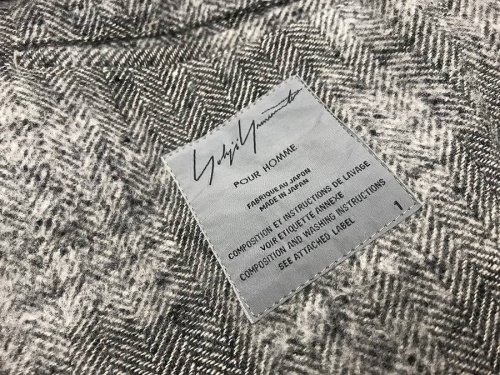 Yohji Yamamoto
POUR HOMME
FABRIQUE AU JAPON
MADE IN JAPAN
COMPOSITION ET INSTRUCTIONS DE LAVAGE
VOIR ETIQUETTE ANNEXE
COMPOSITION AND WASHING INSTRUCTIONS
SEE ATTACHED LABEL
1